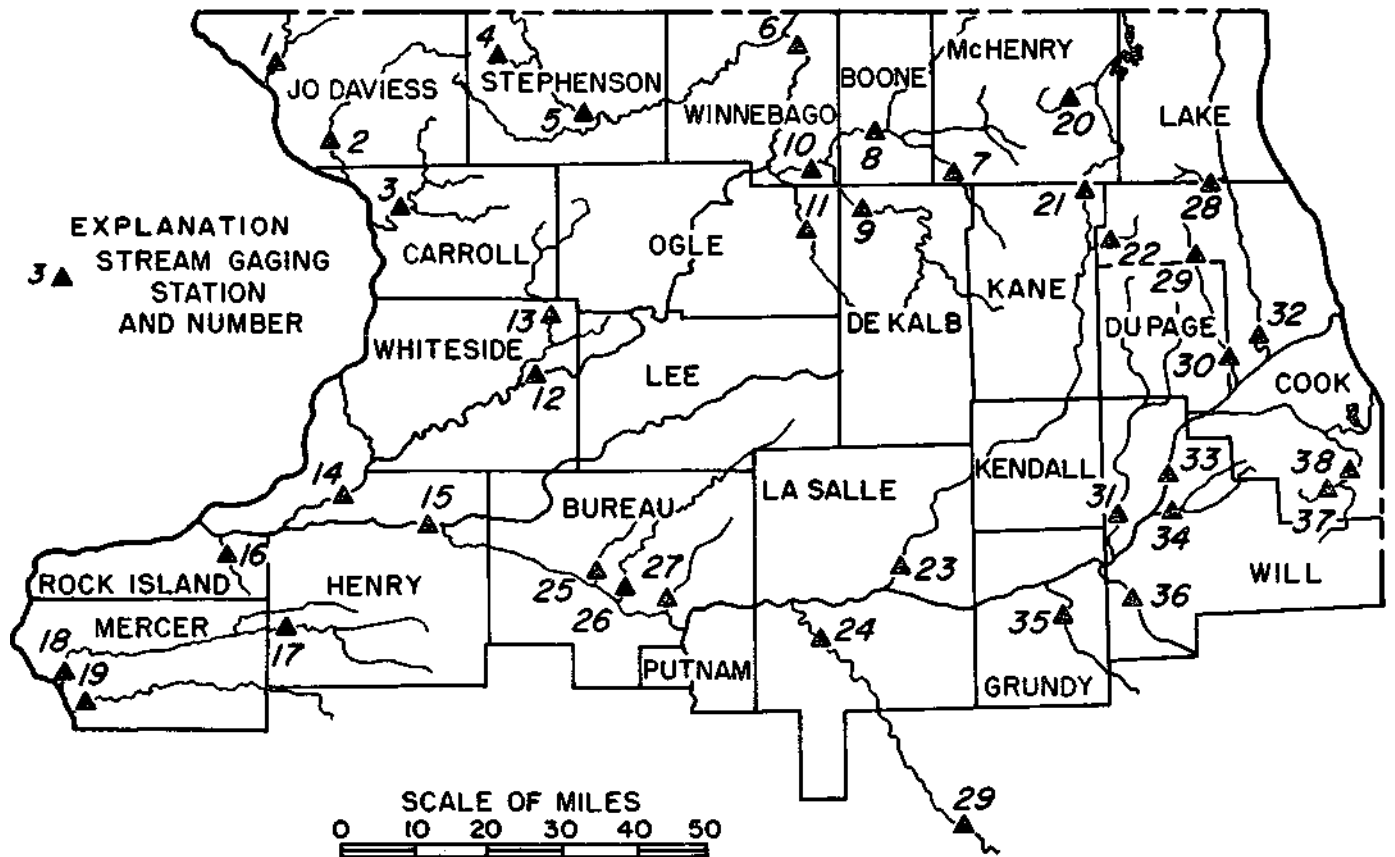 1
4
6
McHENRY
JO DAVIESS
STEPHENSON
BOONE
WINNEBAGO
20
LAKE
2
5
10
8
7
3
11
9
21
28
EXPLANATION
3 STREAM GAGING
STATION
AND NUMBER
CARROLL
OGLE
22
KANE
29
13
WHITESIDE
DE KALB
DU PAGE
32
12
LEE
30
COOK
14
15
BUREAU
LA SALLE
KENDALL
33
38
31
34
37
16
ROCK ISLAND
HENRY
25
27
23
WILL
26
MERCER
17
24
35
36
18
19
PUTNAM
GRUNDY
SCALE OF MILES
0 10 20 30 40 50
29